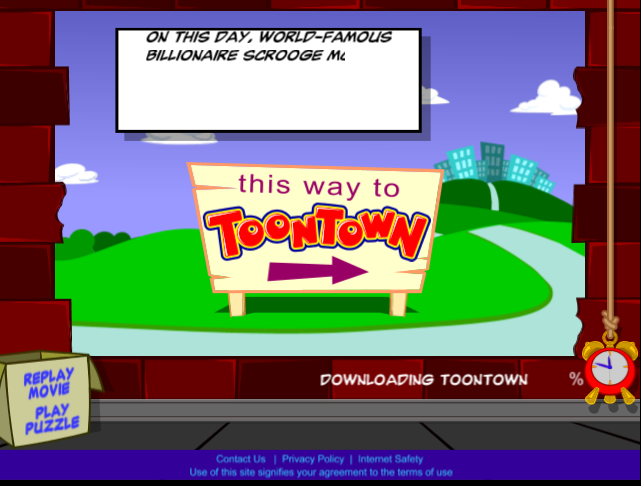 ON THIS DAY, WORLD-FAMOUS
BILLIONAIRE SCROOGE Mc
this way to
TOONTOWN
REPLAY
MOVIE
PLAY
PUZZLE
DOWNLOADING TOONTOWN %
Contact Us | Privacy Policy | Internet Safety
Use of this site signifies your agreement to the terms of use